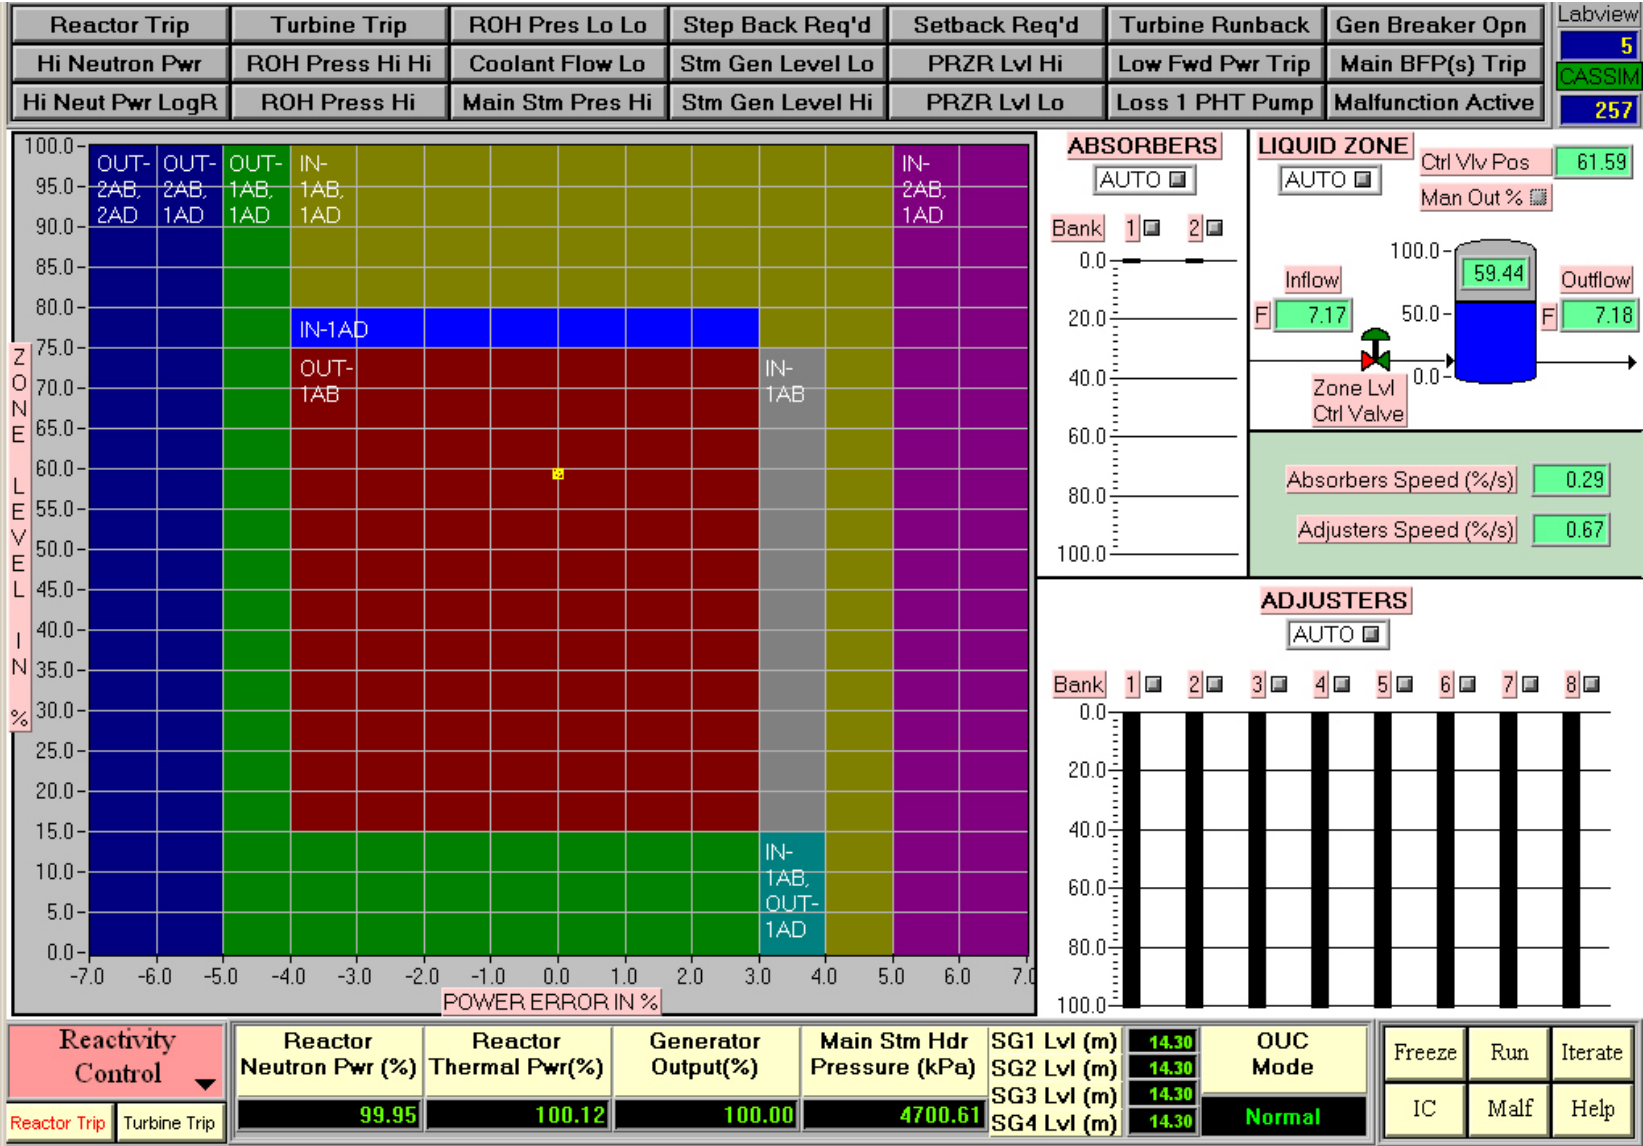 Reactor Trip
Turbine Trip
ROH Pres Lo Lo
Step Back Req'd
Setback Req'd
Turbine Runback
Gen Breaker Opn
Labview
5
Hi Neutron Pwr
ROH Press Hi Hi
Coolant Flow Lo
Stm Gen Level Lo
PRZR Lvl Hi
Low Fwd Pwr Trip
Main BFP(s) Trip
CASSIM
Hi Neut Pwr LogR
ROH Press Hi
Main Stm Pres Hi
Stm Gen Level Hi
PRZR Lvl Lo
Loss 1 PHT Pump
Malfunction Active
257
ZONE LEVEL IN %
100.0
95.0
90.0
85.0
80.0
75.0
70.0
65.0
60.0
55.0
50.0
45.0
40.0
35.0
30.0
25.0
20.0
15.0
10.0
5.0
0.0
OUT-
2AB,
2AD
OUT-
2AB,
1AD
OUT-
1AB,
1AD
IN-
1AB,
1AD
IN-
2AB,
1AD
IN-1AD
OUT-
1AB
IN-
1AB
IN-
1AB,
OUT-
1AD
-7.0 -6.0 -5.0 -4.0 -3.0 -2.0 -1.0 0.0 1.0 2.0 3.0 4.0 5.0 6.0 7.0
POWER ERROR IN %
ABSORBERS
AUTO
Bank 1 2
0.0
20.0
40.0
60.0
80.0
100.0
LIQUID ZONE
AUTO
Ctrl Vlv Pos 61.59
Man Out %
Inflow
F 7.17
100.0
50.0
0.0
59.44
Outflow
F 7.18
Zone Lvl
Ctrl Valve
Absorbers Speed (%/s) 0.29
Adjusters Speed (%/s) 0.67
ADJUSTERS
AUTO
Bank 1 2 3 4 5 6 7 8
0.0
20.0
40.0
60.0
80.0
100.0
Reactivity
Control
Reactor Trip
Turbine Trip
Reactor
Neutron Pwr (%)
99.95
Reactor
Thermal Pwr(%)
100.12
Generator
Output(%)
100.00
Main Stm Hdr
Pressure (kPa)
4700.61
SG1 Lvl (m) 14.30
SG2 Lvl (m) 14.30
SG3 Lvl (m) 14.30
SG4 Lvl (m) 14.30
OUC
Mode
Normal
Freeze
Run
Iterate
IC
Malf
Help